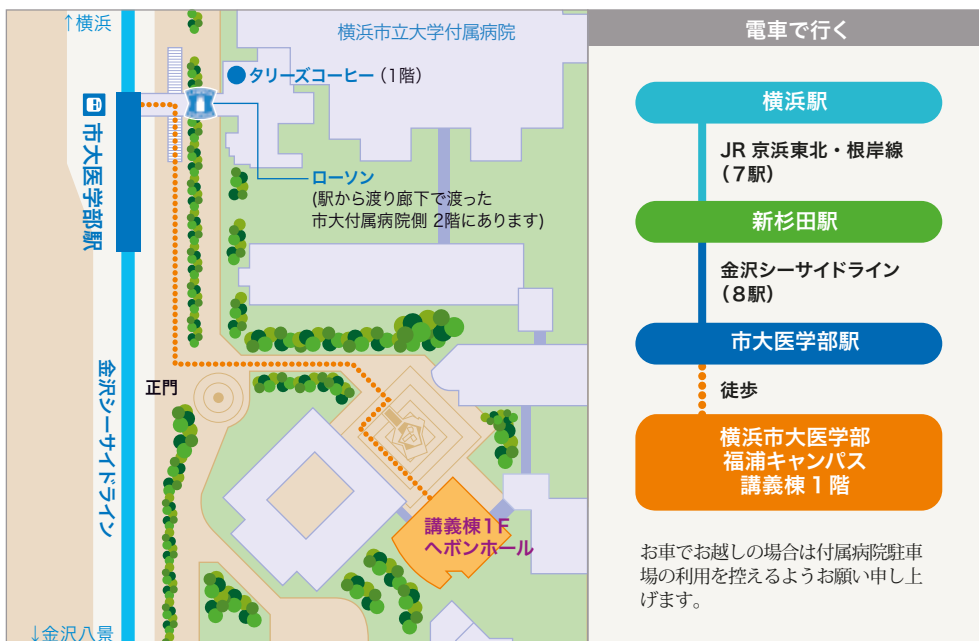 ↑横浜
横浜市立大学付属病院
タリーズコーヒー(1階)
市大医学部駅
ローソン
(駅から渡り廊下で渡った
市大付属病院側 2階にあります)
正門
金沢シーサイドライン
講義棟1F
ヘボンホール
↓金沢八景
電車で行く
横浜駅
JR 京浜東北・根岸線
(7駅)
新杉田駅
金沢シーサイドライン
(8駅)
市大医学部駅
徒歩
横浜市大医学部
福浦キャンパス
講義棟 1 階
お車でお越しの場合は付属病院駐車
場の利用を控えるようお願い申し上
げます。